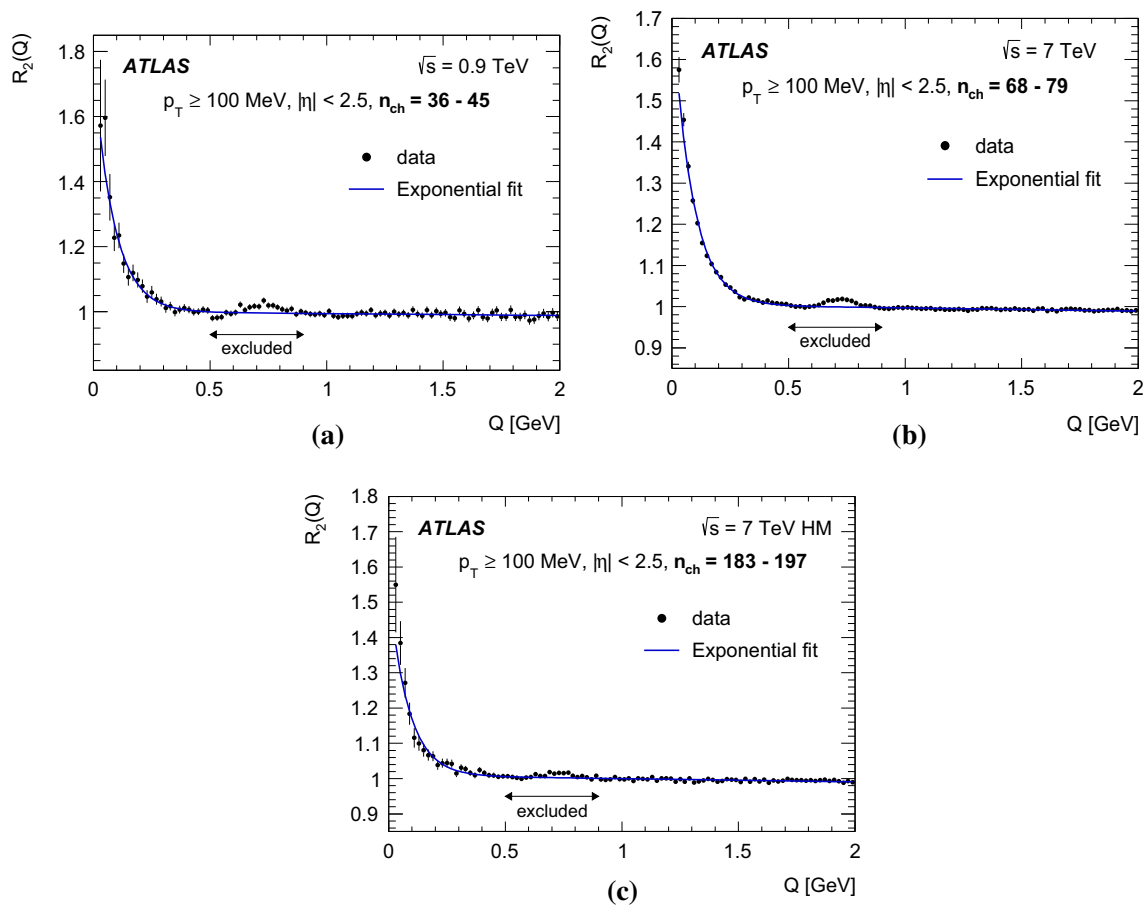 R₂(Q)
1.8
1.6
1.4
1.2
1
ATLAS
√s = 0.9 TeV
p_T ≥ 100 MeV, |η| < 2.5, n_ch = 36 - 45
data
Exponential fit
excluded
0 0.5 1 1.5 2
Q [GeV]
(a)
R₂(Q)
1.7
1.6
1.5
1.4
1.3
1.2
1.1
1
0.9
ATLAS
√s = 7 TeV
p_T ≥ 100 MeV, |η| < 2.5, n_ch = 68 - 79
data
Exponential fit
excluded
0 0.5 1 1.5 2
Q [GeV]
(b)
R₂(Q)
1.8
1.7
1.6
1.5
1.4
1.3
1.2
1.1
1
0.9
ATLAS
√s = 7 TeV HM
p_T ≥ 100 MeV, |η| < 2.5, n_ch = 183 - 197
data
Exponential fit
excluded
0 0.5 1 1.5 2
Q [GeV]
(c)